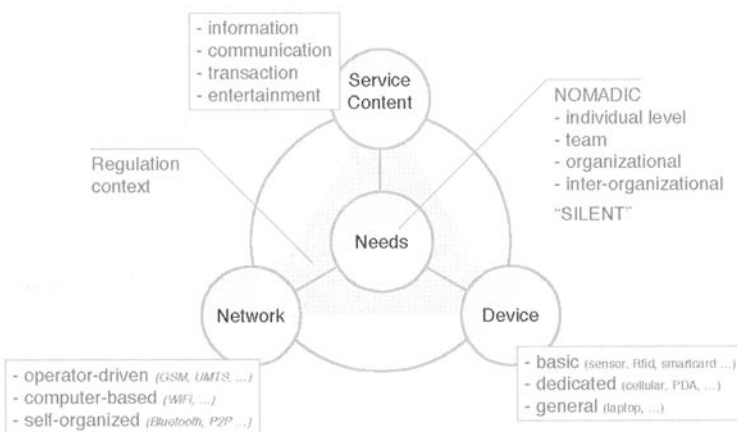 - information
- communication
- transaction
- entertainment
Service
Content
NOMADIC
- individual level
- team
- organizational
- inter-organizational
"SILENT"
Regulation
context
Needs
Network
Device
- operator-driven (GSM, UMTS, ...)
- computer-based (WiFi, ...)
- self-organized (Bluetooth, P2P ...)
- basic (sensor, Rfid, smartcard ...)
- dedicated (cellular, PDA, ...)
- general (laptop, ...)